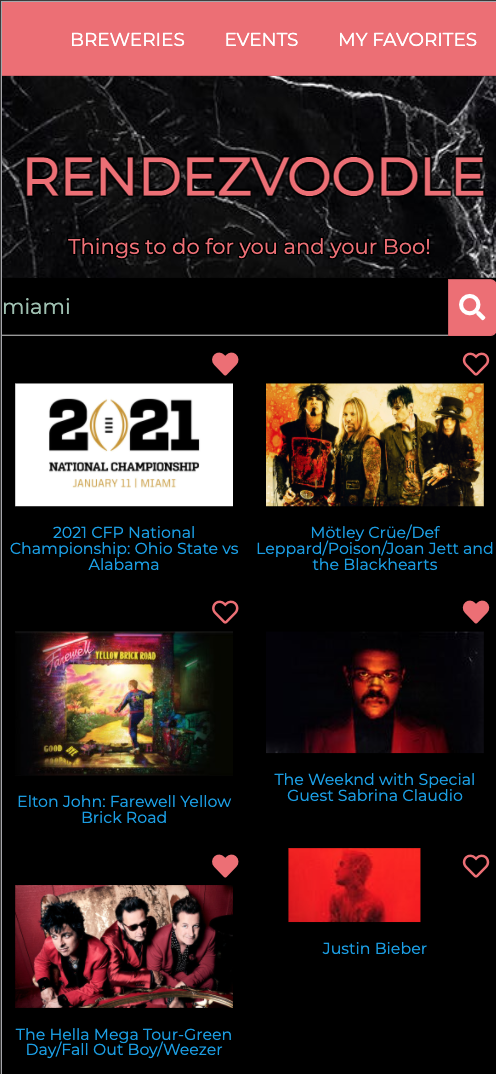 BREWERIES EVENTS MY FAVORITES
RENDEZVOODLE
Things to do for you and your Boo!
miami
2021
NATIONAL CHAMPIONSHIP
JANUARY 11 | MIAMI
2021 CFP National
Championship: Ohio State vs
Alabama
Mötley Crüe/Def
Leppard/Poison/Joan Jett and
the Blackhearts
Farewell
YELLOW BRICK ROAD
GOOD
Elton John: Farewell Yellow
Brick Road
The Weeknd with Special
Guest Sabrina Claudio
The Hella Mega Tour-Green
Day/Fall Out Boy/Weezer
Justin Bieber